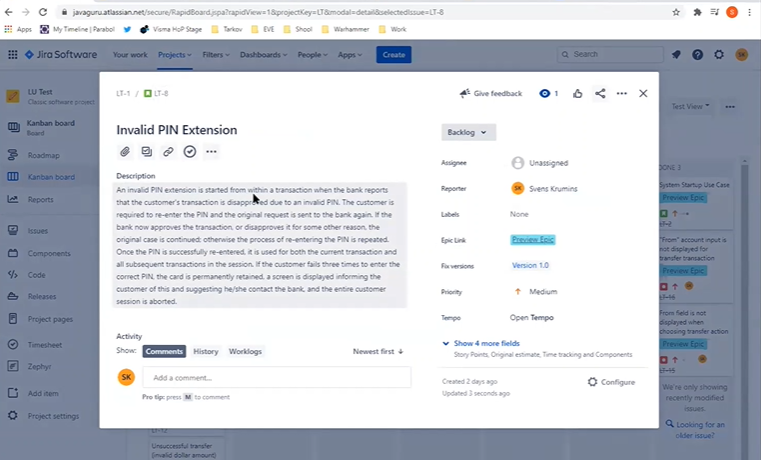 javaguru.atlassian.net/secure/RapidBoard.jspa?rapidView=1&projectKey=LT&modal=detail&selectedIssue=LT-8
Apps My Timeline | Parabol Visma HoP Stage Tarkov EVE Shool Warhammer Work
Jira Software Your work Projects Filters Dashboards People Apps Create Search SK
LU Test
Classic software project
Kanban board
Board
Roadmap
Kanban board
Reports
Issues
Components
Code
Releases
Project pages
Timesheet
Zephyr
Add item
Project settings
LT-1 / LT-8
Give feedback 1
Invalid PIN Extension
Description
An invalid PIN extension is started from within a transaction when the bank reports
that the customer's transaction is disapproved due to an invalid PIN. The customer is
required to re-enter the PIN and the original request is sent to the bank again. If the
bank now approves the transaction, or disapproves it for some other reason, the
original case is continued; otherwise the process of re-entering the PIN is repeated.
Once the PIN is successfully re-entered, it is used for both the current transaction and
all subsequent transactions in the session. If the customer fails three times to enter the
correct PIN, the card is permanently retained, a screen is displayed informing the
customer of this and suggesting he/she contact the bank, and the entire customer
session is aborted.
Activity
Show: Comments History Worklogs Newest first
SK Add a comment...
Pro tip: press M to comment
Backlog
Assignee Unassigned
Reporter SK Svens Krumins
Labels None
Epic Link Preview Epic
Fix versions Version 1.0
Priority Medium
Tempo Open Tempo
Show 4 more fields
Story Points, Original estimate, Time tracking and Components
Created 2 days ago
Updated 3 seconds ago
Configure
Test View
DONE 3
System Startup Use Case
Preview Epic
LT-2
"From" account input
is not displayed for
transfer transaction
Preview Epic
LT-16
From field is not
displayed when
choosing transfer action
Preview Epic
LT-15
We're only showing
recently modified
issues.
Looking for an
older issue?
LT-12
Unsuccessful transfer
(invalid dollar amount)